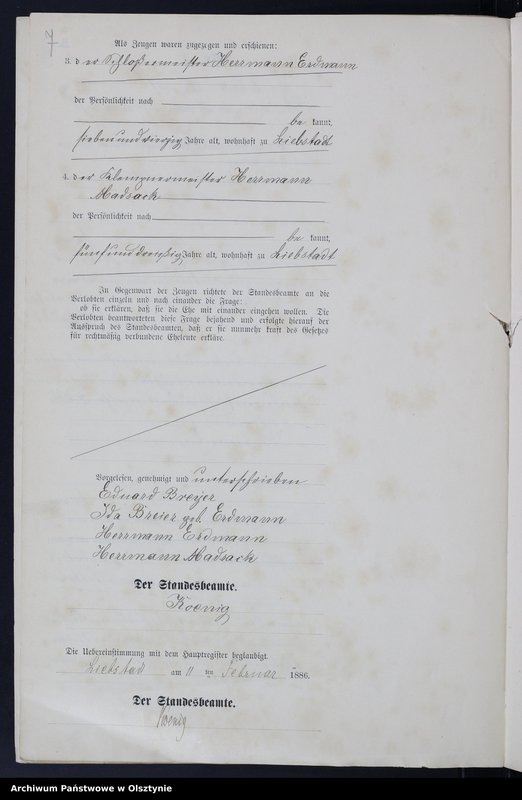 7
Als Zeugen waren zugezogen und erschienen:
3. der Schlossermeister Herrmann Erdmann
der Persönlichkeit nach
be kannt,
siebenundvierzig Jahre alt, wohnhaft zu Liebstadt
4. der Klempnermeister Herrmann
Madsack
der Persönlichkeit nach
be kannt,
fünfunddreißig Jahre alt, wohnhaft zu Liebstadt
In Gegenwart der Zeugen richtete der Standesbeamte an die
Verlobten einzeln und nach einander die Frage:
ob sie erklären, daß sie die Ehe mit einander eingehen wollen. Die
Verlobten beantworteten diese Frage bejahend und erfolgte hierauf der
Ausspruch des Standesbeamten, daß er sie nunmehr kraft des Gesetzes
für rechtmäßig verbundene Eheleute erkläre.
Vorgelesen, genehmigt und unterschrieben
Eduard Breyer
Ida Breier geb. Erdmann
Herrmann Erdmann
Herrmann Madsack
Der Standesbeamte.
Koenig
Die Uebereinstimmung mit dem Hauptregister beglaubigt.
Liebstad am 11 ten Februar 1886.
Der Standesbeamte.
Koenig
Archiwum Państwowe w Olsztynie